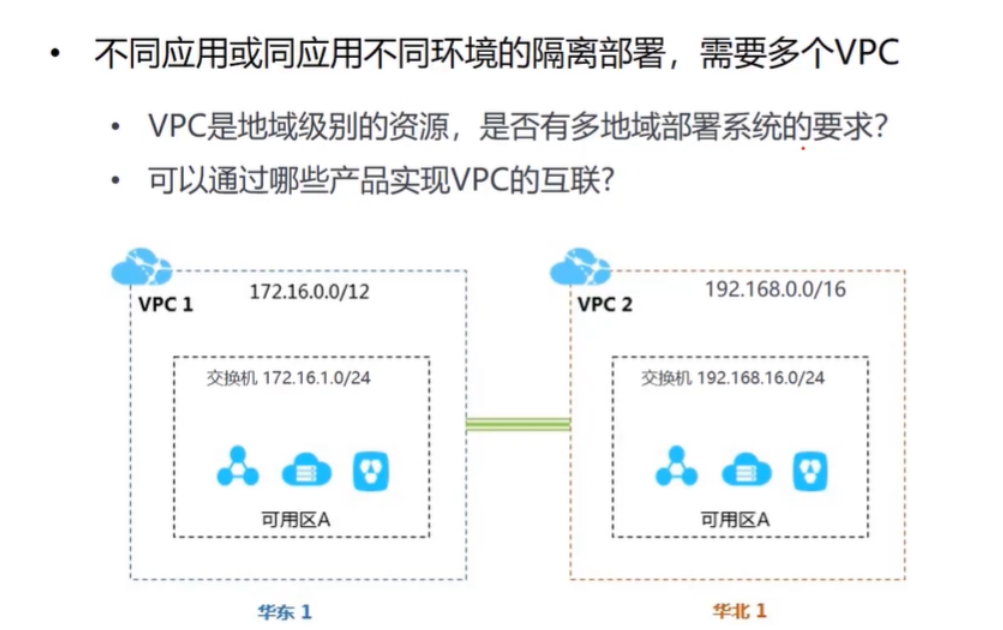 • 不同应用或同应用不同环境的隔离部署，需要多个VPC
• VPC是地域级别的资源，是否有多地域部署系统的要求?
• 可以通过哪些产品实现VPC的互联?
VPC 1
172.16.0.0/12
交换机 172.16.1.0/24
可用区A
华东 1
VPC 2
192.168.0.0/16
交换机 192.168.16.0/24
可用区A
华北 1